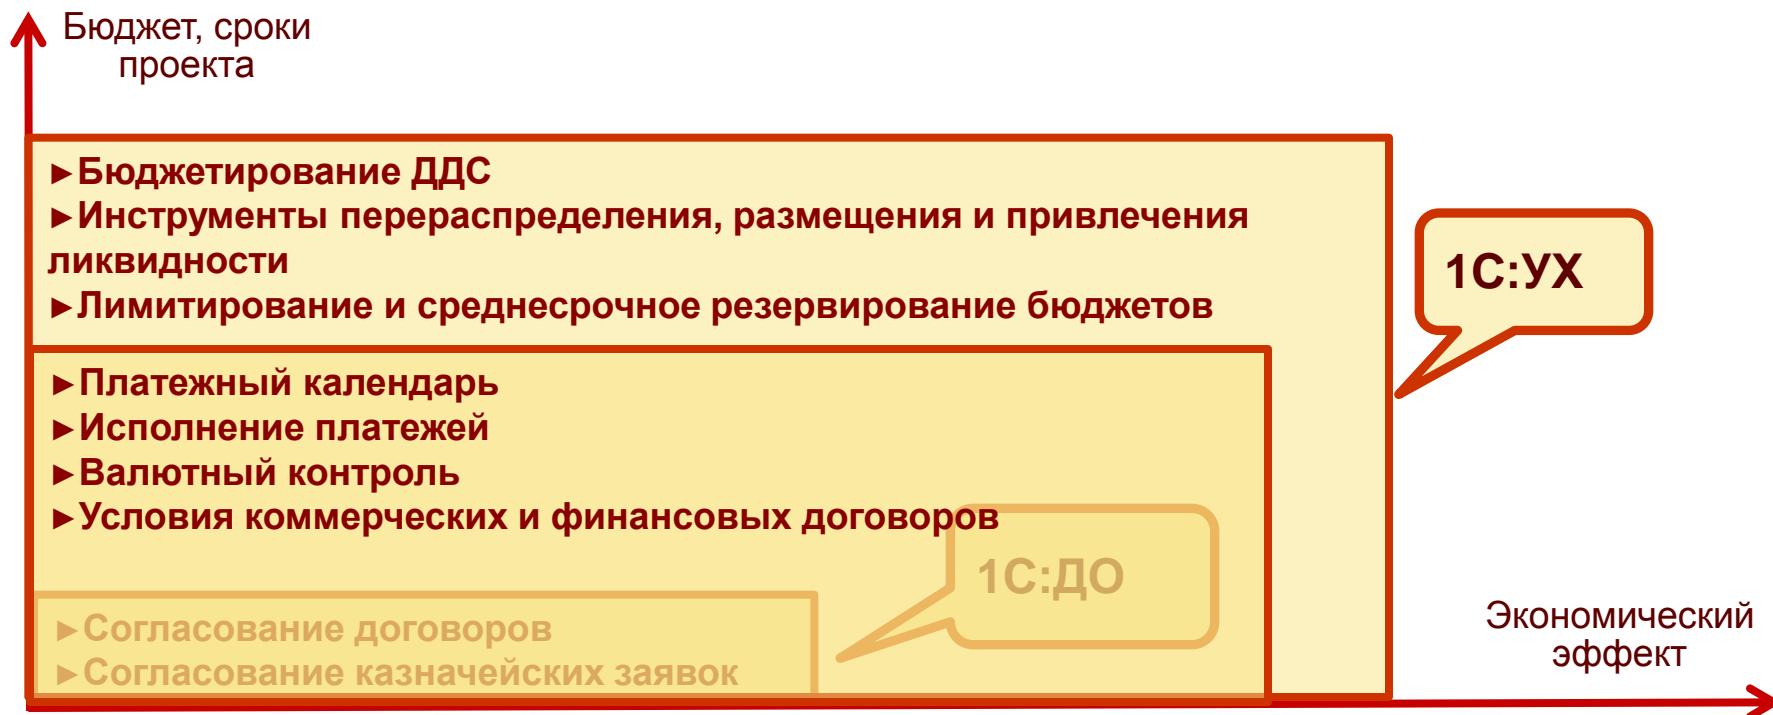 Бюджет, сроки
проекта
►Бюджетирование ДДС
►Инструменты перераспределения, размещения и привлечения
ликвидности
►Лимитирование и среднесрочное резервирование бюджетов
1С:УХ
►Платежный календарь
►Исполнение платежей
►Валютный контроль
►Условия коммерческих и финансовых договоров
1С:ДО
►Согласование договоров
►Согласование казначейских заявок
Экономический
эффект